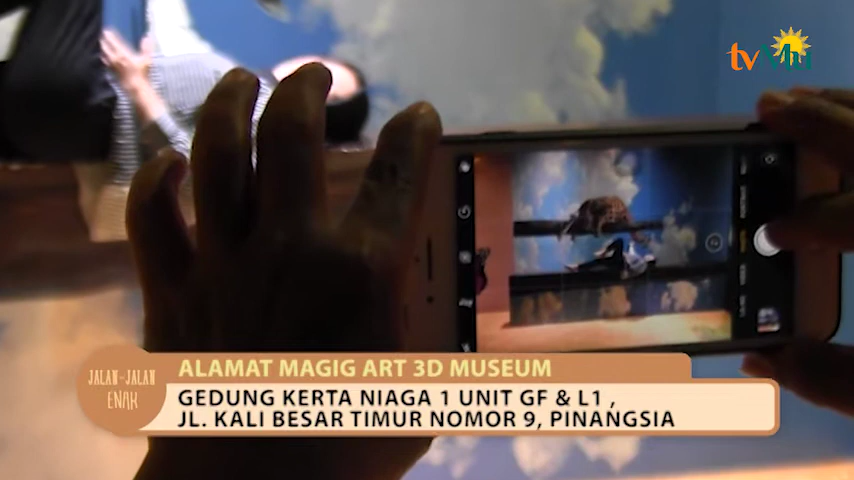 tvMu
ALAMAT MAGIG ART 3D MUSEUM
JALAN-JALAN
ENAK
GEDUNG KERTA NIAGA 1 UNIT GF & L1 ,
JL. KALI BESAR TIMUR NOMOR 9, PINANGSIA